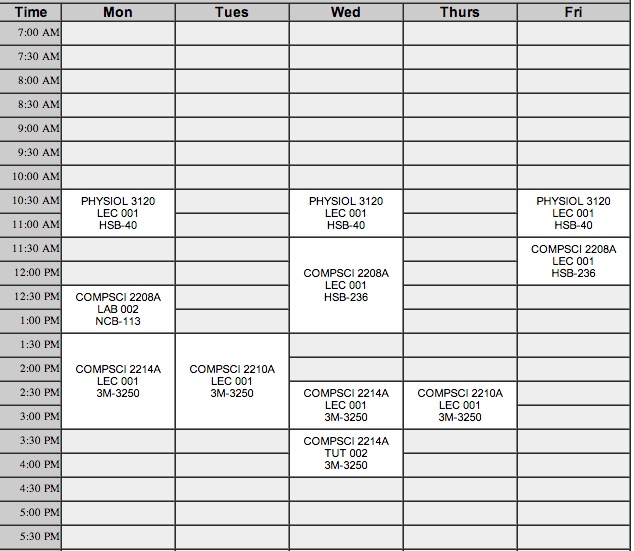 Time Mon Tues Wed Thurs Fri
7:00 AM
7:30 AM
8:00 AM
8:30 AM
9:00 AM
9:30 AM
10:00 AM
10:30 AM
11:00 AM
11:30 AM
12:00 PM
12:30 PM
1:00 PM
1:30 PM
2:00 PM
2:30 PM
3:00 PM
3:30 PM
4:00 PM
4:30 PM
5:00 PM
5:30 PM
PHYSIOL 3120
LEC 001
HSB-40
COMPSCI 2208A
LAB 002
NCB-113
COMPSCI 2214A
LEC 001
3M-3250
COMPSCI 2210A
LEC 001
3M-3250
PHYSIOL 3120
LEC 001
HSB-40
COMPSCI 2208A
LEC 001
HSB-236
COMPSCI 2214A
LEC 001
3M-3250
COMPSCI 2214A
TUT 002
3M-3250
COMPSCI 2210A
LEC 001
3M-3250
PHYSIOL 3120
LEC 001
HSB-40
COMPSCI 2208A
LEC 001
HSB-236